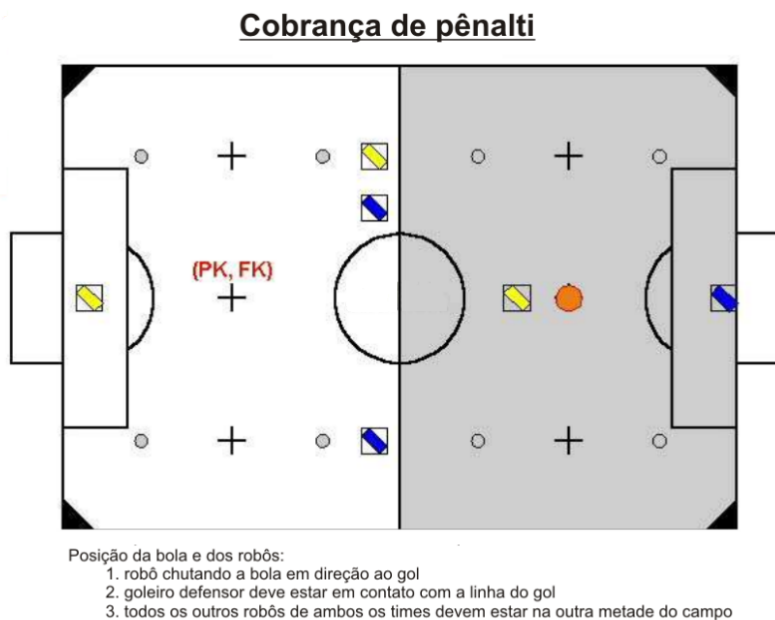 Cobrança de pênalti
(PK, FK)
Posição da bola e dos robôs:
1. robô chutando a bola em direção ao gol
2. goleiro defensor deve estar em contato com a linha do gol
3. todos os outros robôs de ambos os times devem estar na outra metade do campo